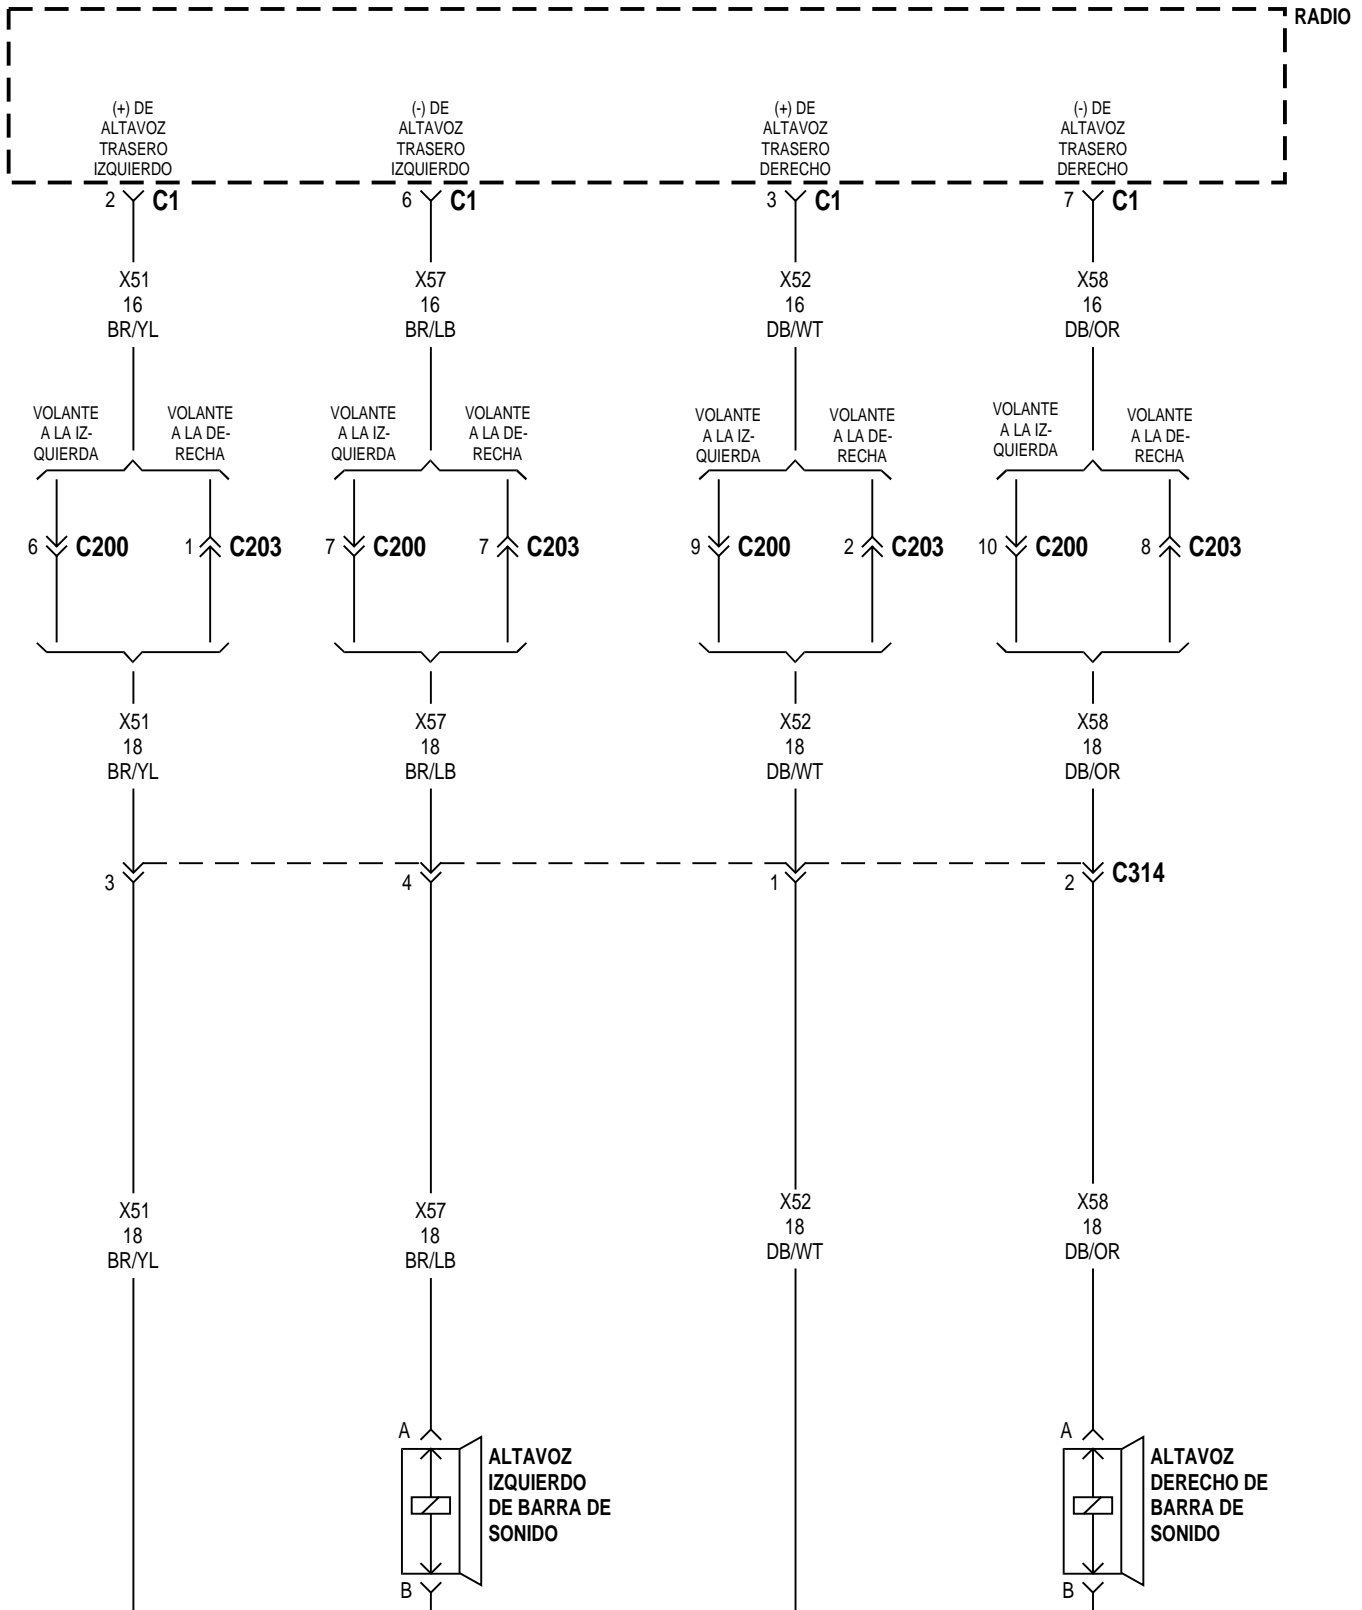 RADIO
(+) DE
ALTAVOZ
TRASERO
IZQUIERDO
(-) DE
ALTAVOZ
TRASERO
IZQUIERDO
(+) DE
ALTAVOZ
TRASERO
DERECHO
(-) DE
ALTAVOZ
TRASERO
DERECHO
2 C1
6 C1
3 C1
7 C1
X51
16
BR/YL
X57
16
BR/LB
X52
16
DB/WT
X58
16
DB/OR
VOLANTE
A LA IZ-
QUIERDA
VOLANTE
A LA DE-
RECHA
VOLANTE
A LA IZ-
QUIERDA
VOLANTE
A LA DE-
RECHA
VOLANTE
A LA IZ-
QUIERDA
VOLANTE
A LA DE-
RECHA
VOLANTE
A LA IZ-
QUIERDA
VOLANTE
A LA DE-
RECHA
6 C200
1 C203
7 C200
7 C203
9 C200
2 C203
10 C200
8 C203
X51
18
BR/YL
X57
18
BR/LB
X52
18
DB/WT
X58
18
DB/OR
3
4
1
2 C314
X51
18
BR/YL
X57
18
BR/LB
X52
18
DB/WT
X58
18
DB/OR
A
ALTAVOZ
IZQUIERDO
DE BARRA DE
SONIDO
B
A
ALTAVOZ
DERECHO DE
BARRA DE
SONIDO
B